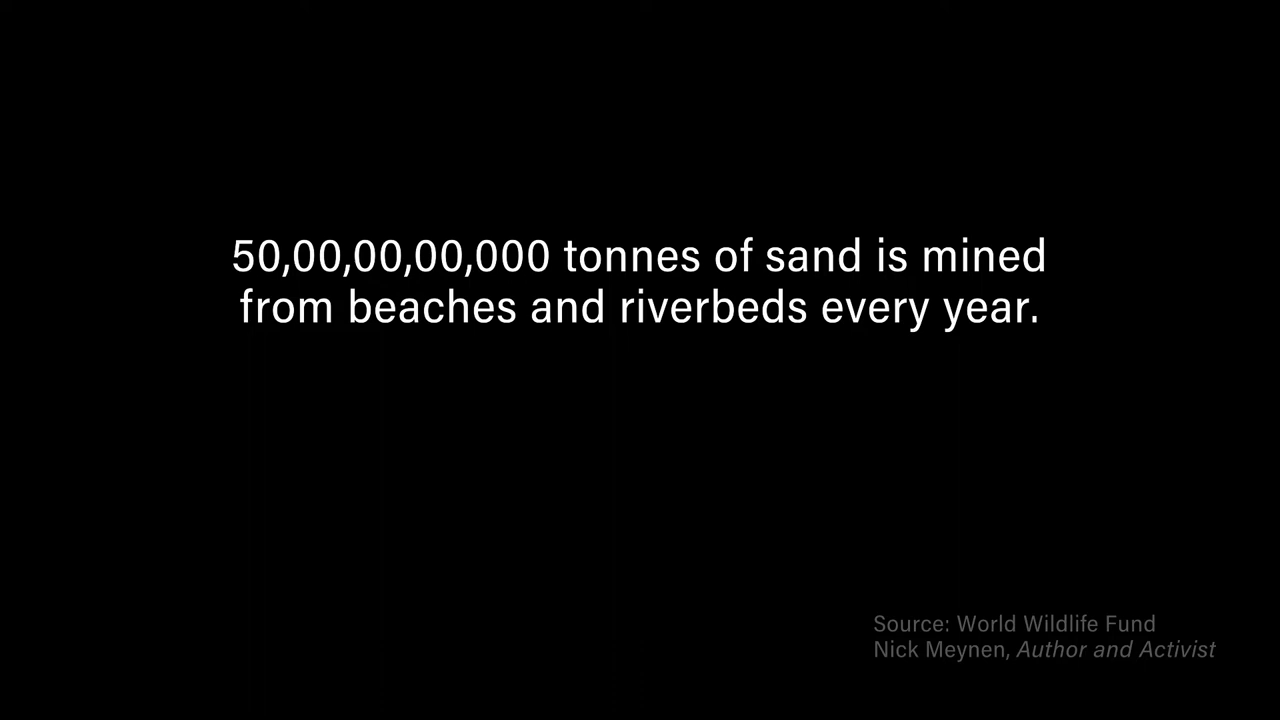 50,00,00,00,000 tonnes of sand is mined
from beaches and riverbeds every year.
Source: World Wildlife Fund
Nick Meynen, Author and Activist